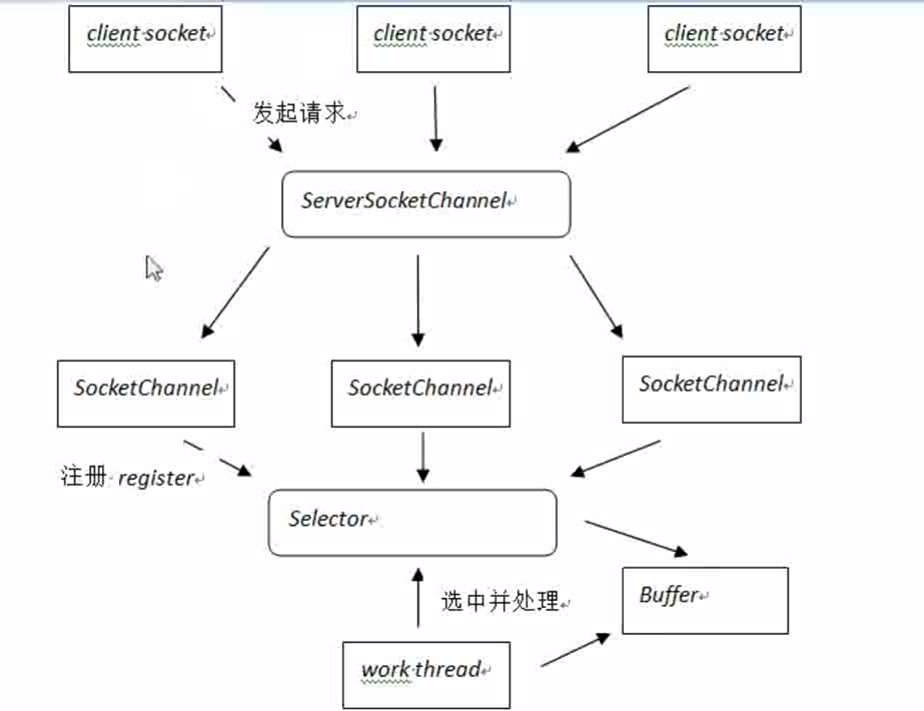 client socket
client socket
client socket
发起请求
ServerSocketChannel
SocketChannel
SocketChannel
SocketChannel
注册 register
Selector
选中并处理
Buffer
work thread